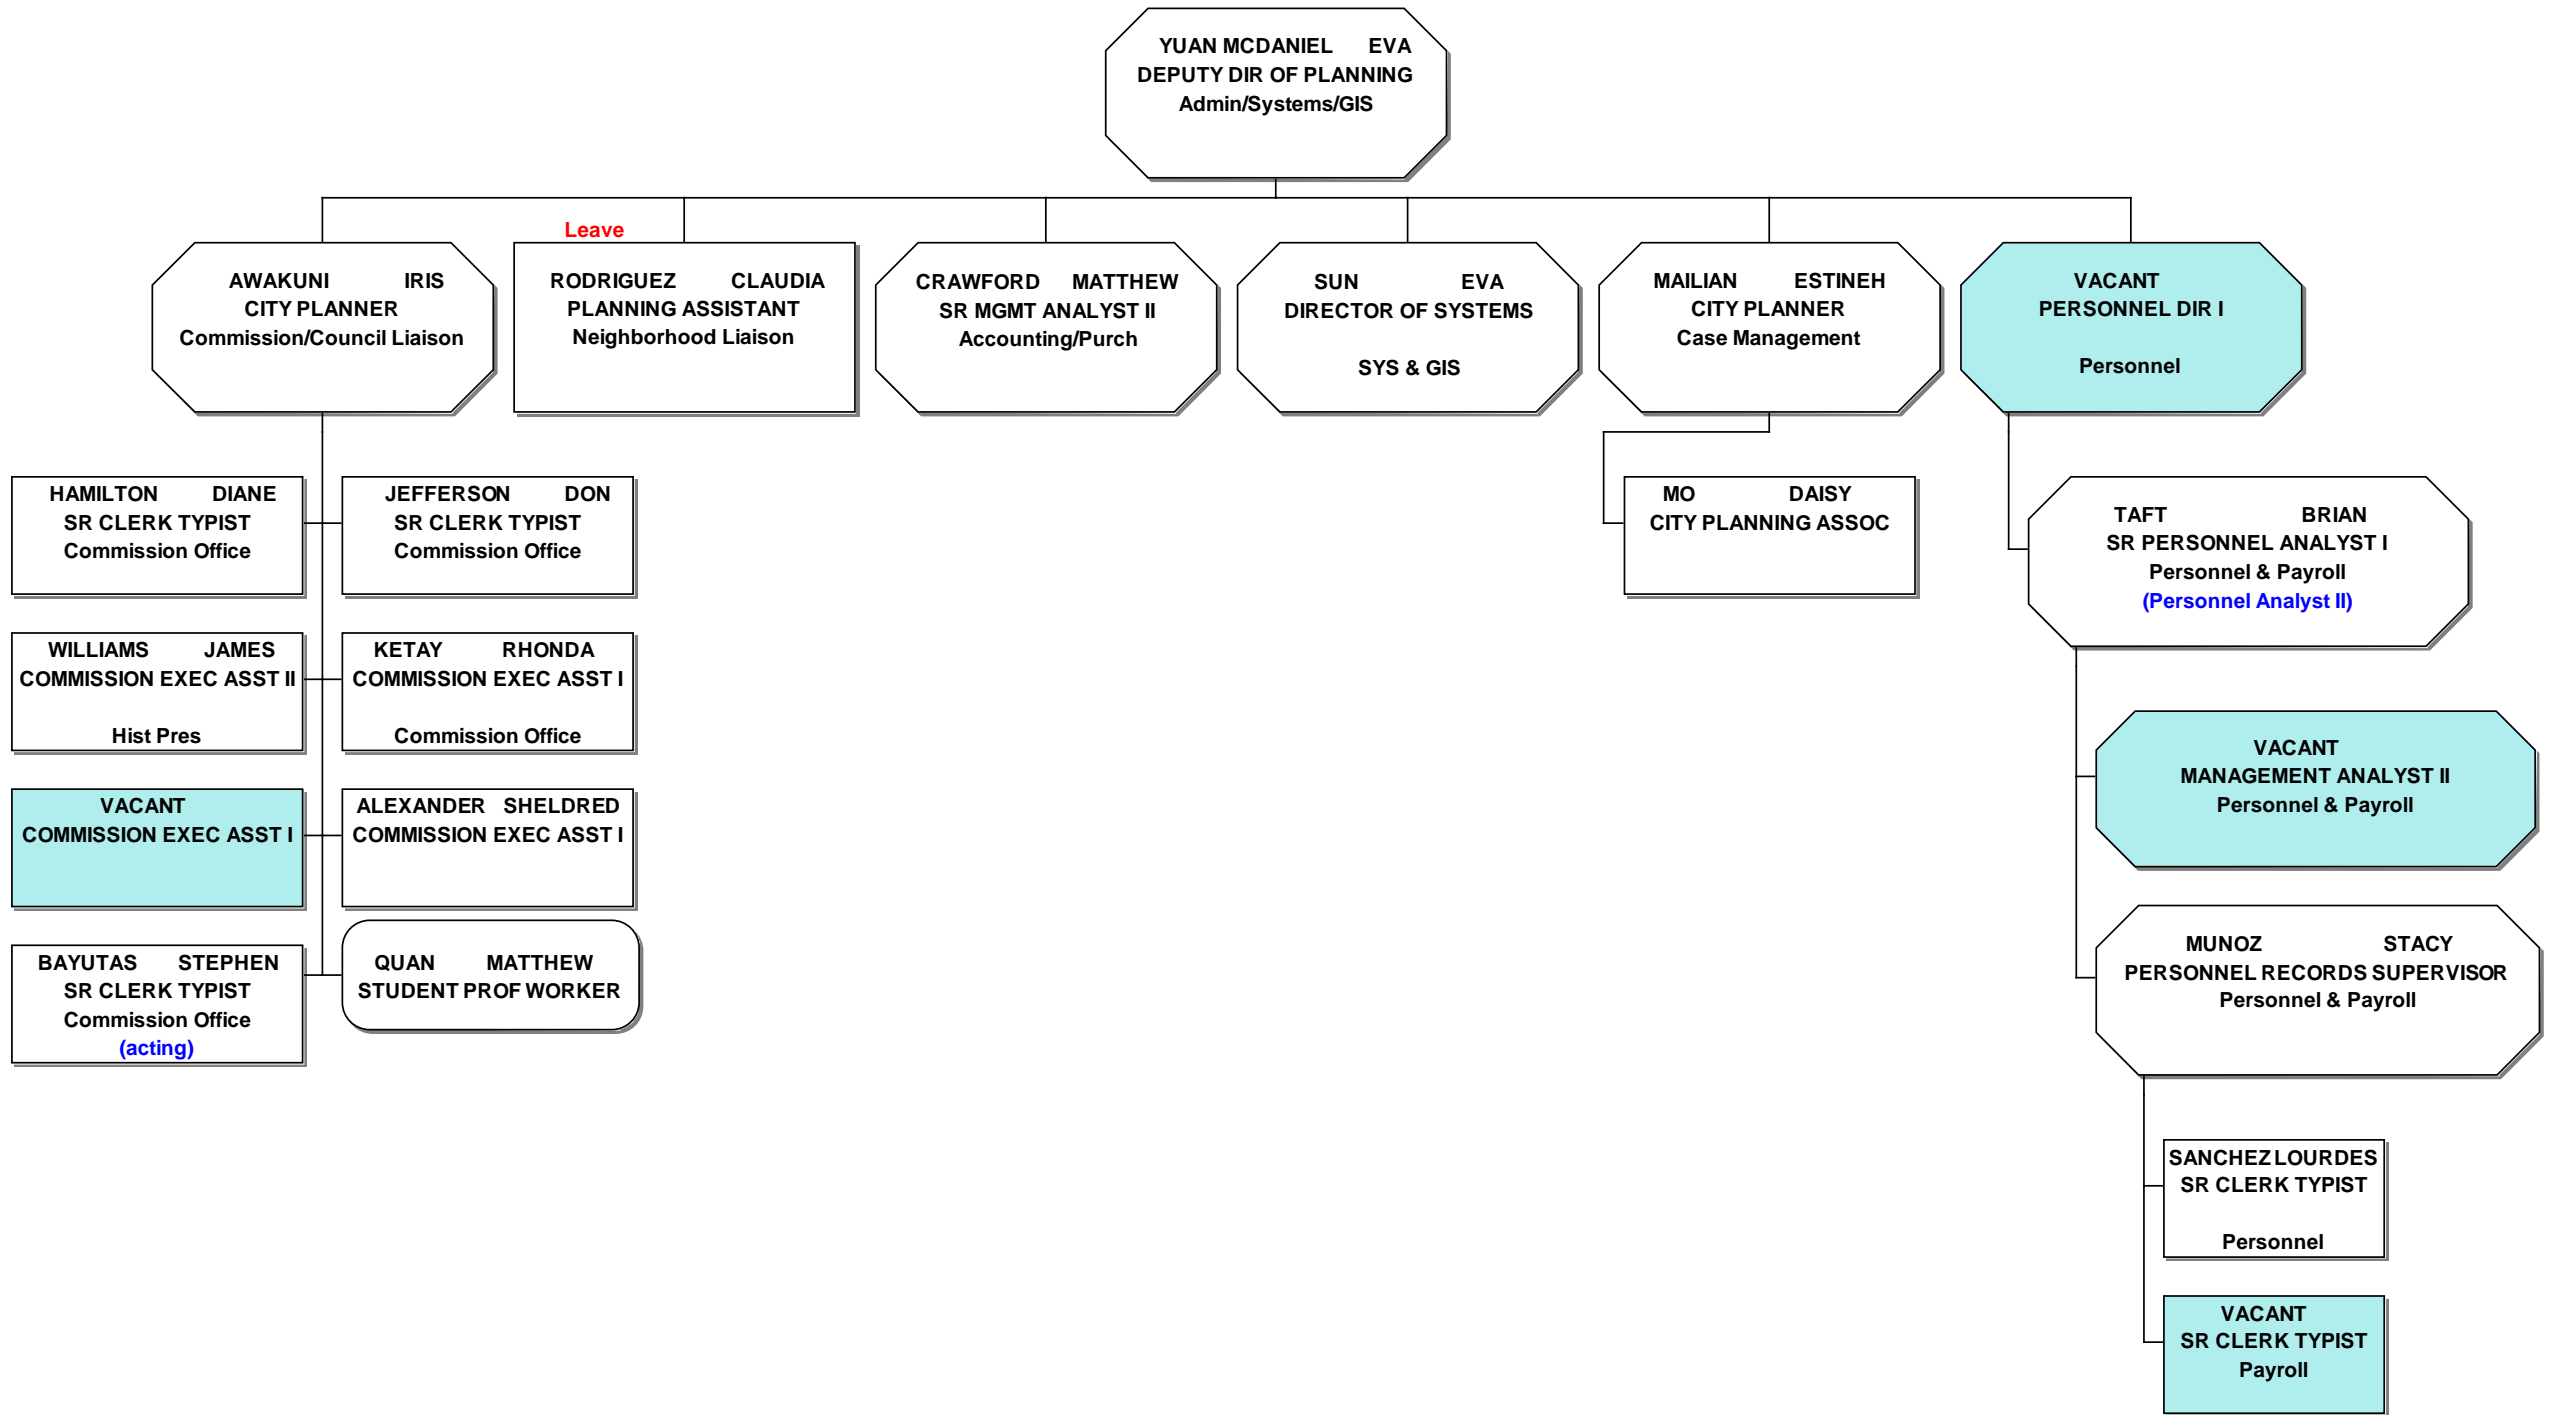 YUAN MCDANIEL EVA
DEPUTY DIR OF PLANNING
Admin/Systems/GIS
AWAKUNI IRIS
CITY PLANNER
Commission/Council Liaison
Leave
RODRIGUEZ CLAUDIA
PLANNING ASSISTANT
Neighborhood Liaison
CRAWFORD MATTHEW
SR MGMT ANALYST II
Accounting/Purch
SUN EVA
DIRECTOR OF SYSTEMS
SYS & GIS
MAILIAN ESTINEH
CITY PLANNER
Case Management
VACANT
PERSONNEL DIR I
Personnel
HAMILTON DIANE
SR CLERK TYPIST
Commission Office
JEFFERSON DON
SR CLERK TYPIST
Commission Office
WILLIAMS JAMES
COMMISSION EXEC ASST II
Hist Pres
KETAY RHONDA
COMMISSION EXEC ASST I
Commission Office
VACANT
COMMISSION EXEC ASST I
ALEXANDER SHELDRED
COMMISSION EXEC ASST I
BAYUTAS STEPHEN
SR CLERK TYPIST
Commission Office
(acting)
QUAN MATTHEW
STUDENT PROF WORKER
MO DAISY
CITY PLANNING ASSOC
TAFT BRIAN
SR PERSONNEL ANALYST I
Personnel & Payroll
(Personnel Analyst II)
VACANT
MANAGEMENT ANALYST II
Personnel & Payroll
MUNOZ STACY
PERSONNEL RECORDS SUPERVISOR
Personnel & Payroll
SANCHEZ LOURDES
SR CLERK TYPIST
Personnel
VACANT
SR CLERK TYPIST
Payroll